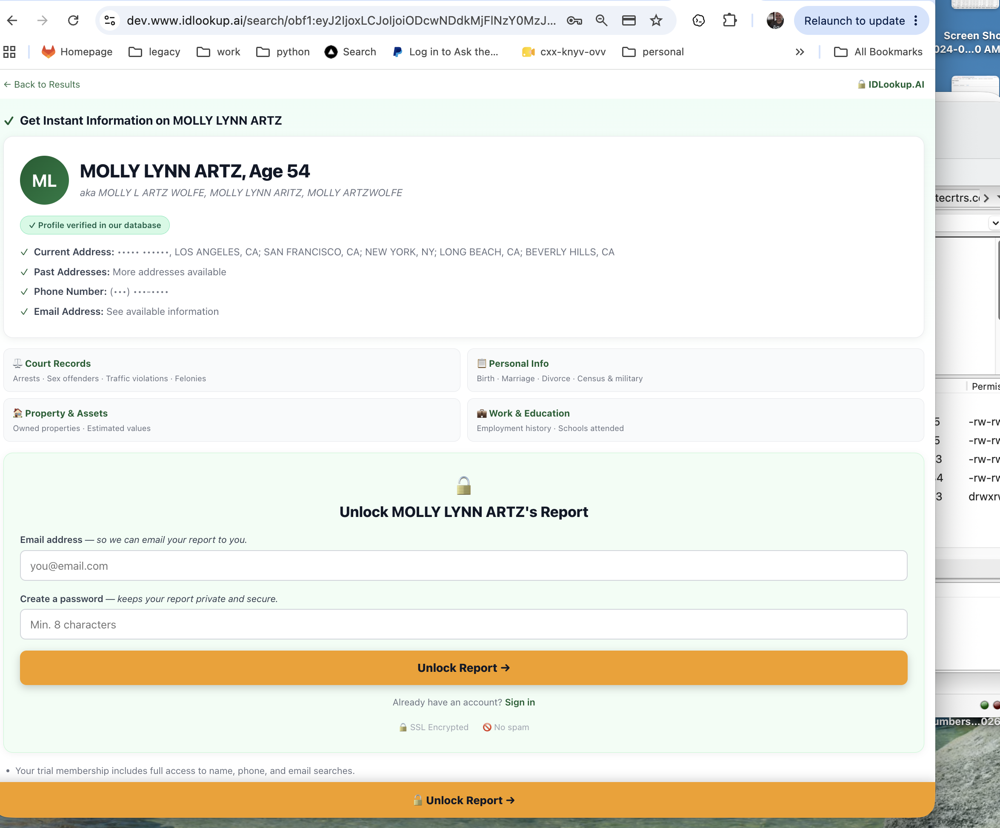 dev.www.idlookup.ai/search/obf1:eyJ2IjoxLCJoIjoiODcwNDdkMjFlNzY0MzJ...
Relaunch to update
Homepage
legacy
work
python
Search
Log in to Ask the...
cxx-knyv-ovv
personal
All Bookmarks
← Back to Results
IDLookup.AI
✓ Get Instant Information on MOLLY LYNN ARTZ
ML
MOLLY LYNN ARTZ, Age 54
aka MOLLY L ARTZ WOLFE, MOLLY LYNN ARITZ, MOLLY ARTZWOLFE
✓ Profile verified in our database
✓ Current Address: ••••• ••••••, LOS ANGELES, CA; SAN FRANCISCO, CA; NEW YORK, NY; LONG BEACH, CA; BEVERLY HILLS, CA
✓ Past Addresses: More addresses available
✓ Phone Number: (•••) •••-••••
✓ Email Address: See available information
Court Records
Arrests · Sex offenders · Traffic violations · Felonies
Personal Info
Birth · Marriage · Divorce · Census & military
Property & Assets
Owned properties · Estimated values
Work & Education
Employment history · Schools attended
Unlock MOLLY LYNN ARTZ's Report
Email address — so we can email your report to you.
you@email.com
Create a password — keeps your report private and secure.
Min. 8 characters
Unlock Report →
Already have an account? Sign in
SSL Encrypted
No spam
• Your trial membership includes full access to name, phone, and email searches.
Unlock Report →
Screen Sho
024-0...0 AM
tecrtrs.c
Permis
5 -rw-rw
5 -rw-rw
3 -rw-rw
4 -rw-rw
3 drwxrw
umbers...026